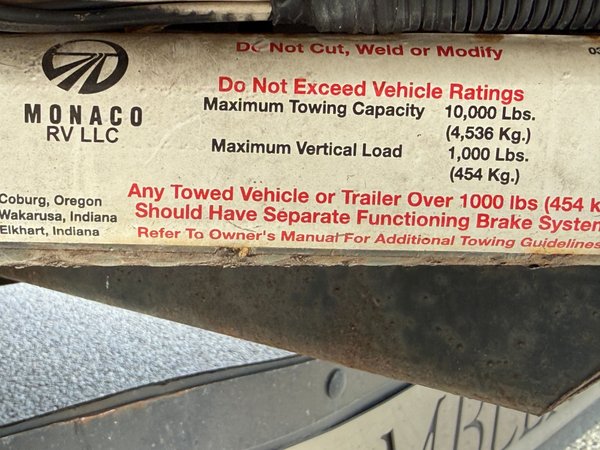 Do Not Cut, Weld or Modify
03
Do Not Exceed Vehicle Ratings
Maximum Towing Capacity 10,000 Lbs.
(4,536 Kg.)
Maximum Vertical Load 1,000 Lbs.
(454 Kg.)
MONACO
RV LLC
Coburg, Oregon
Wakarusa, Indiana
Elkhart, Indiana
Any Towed Vehicle or Trailer Over 1000 lbs (454 k
Should Have Separate Functioning Brake System
Refer To Owner's Manual For Additional Towing Guidelines